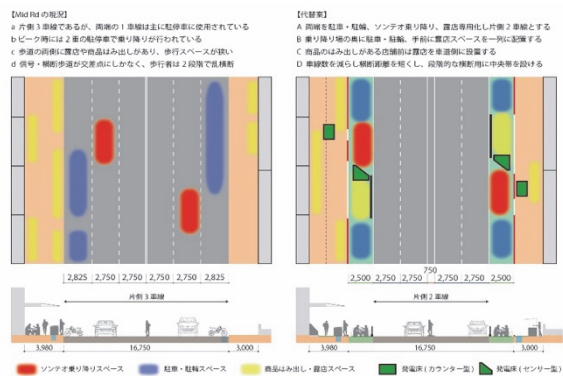 【Mid Rd の現況】
a 片側3車線であるが、両端の1車線は主に駐停車に使用されている
b ピーク時には2重の駐停車で乗り降りが行われている
c 歩道の両側に露店や商品はみ出しがあり、歩行スペースが狭い
d 信号・横断歩道が交差点にしかなく、歩行者は2段階で乱横断
【代替案】
A 両端を駐車・駐輪、ソンテオ乗り降り、露店専用化し片側2車線とする
B 乗り降り場の奥に駐車・駐輪、手前に露店スペースを一列に配置する
C 商品のはみ出しがある店舗前は露店を車道側に設置する
D 車線数を減らし横断距離を短くし、段階的な横断用に中央帯を設ける
2,825 2,750 2,750 2,750 2,750 2,825
片側 3 車線
3,980 16,750 3,000
750
2,500 2,750 2,750 2,750 2,750 2,500
片側 2 車線
3,980 16,750 3,000
ソンテオ乗り降りスペース
駐車・駐輪スペース
商品はみ出し・露店スペース
発電床(カウンター型)
発電床(センサー型)